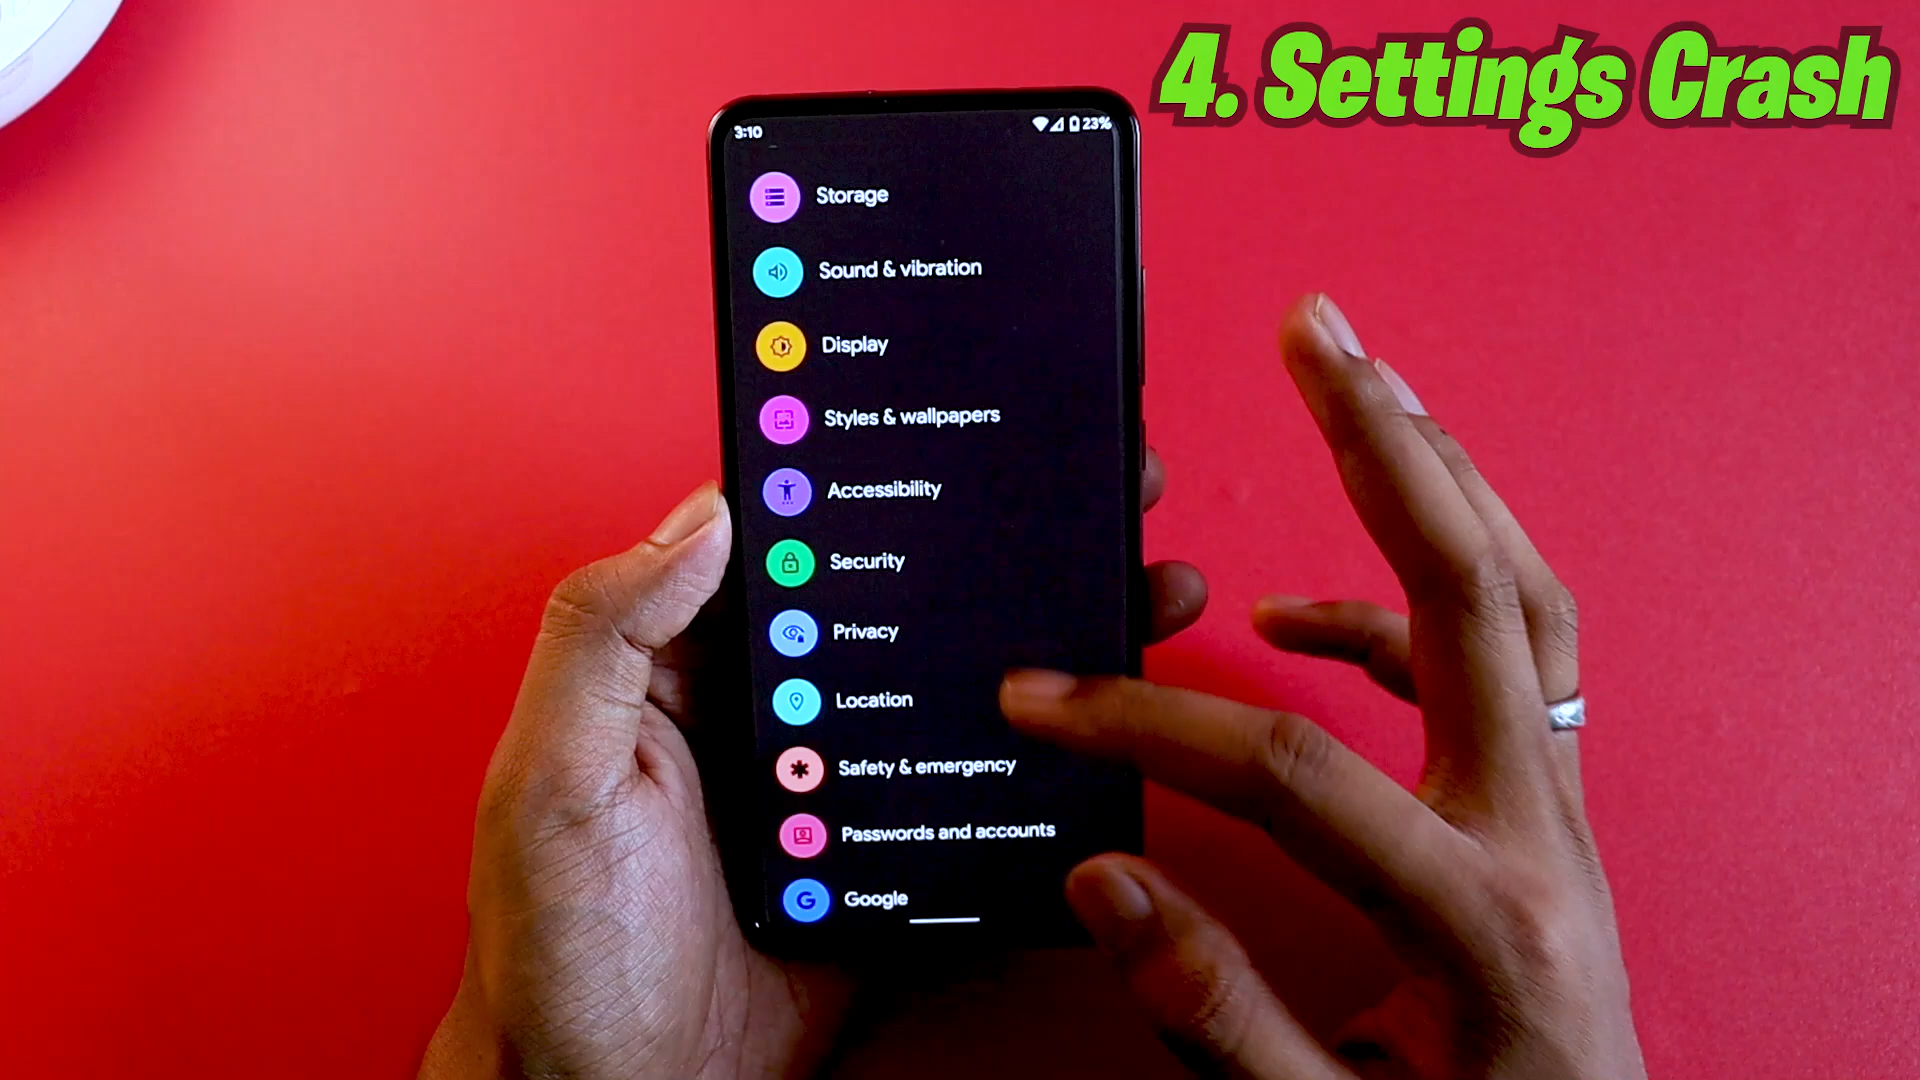 4. Settings Crash
3:10
23%
Storage
Sound & vibration
Display
Styles & wallpapers
Accessibility
Security
Privacy
Location
Safety & emergency
Passwords and accounts
G Google